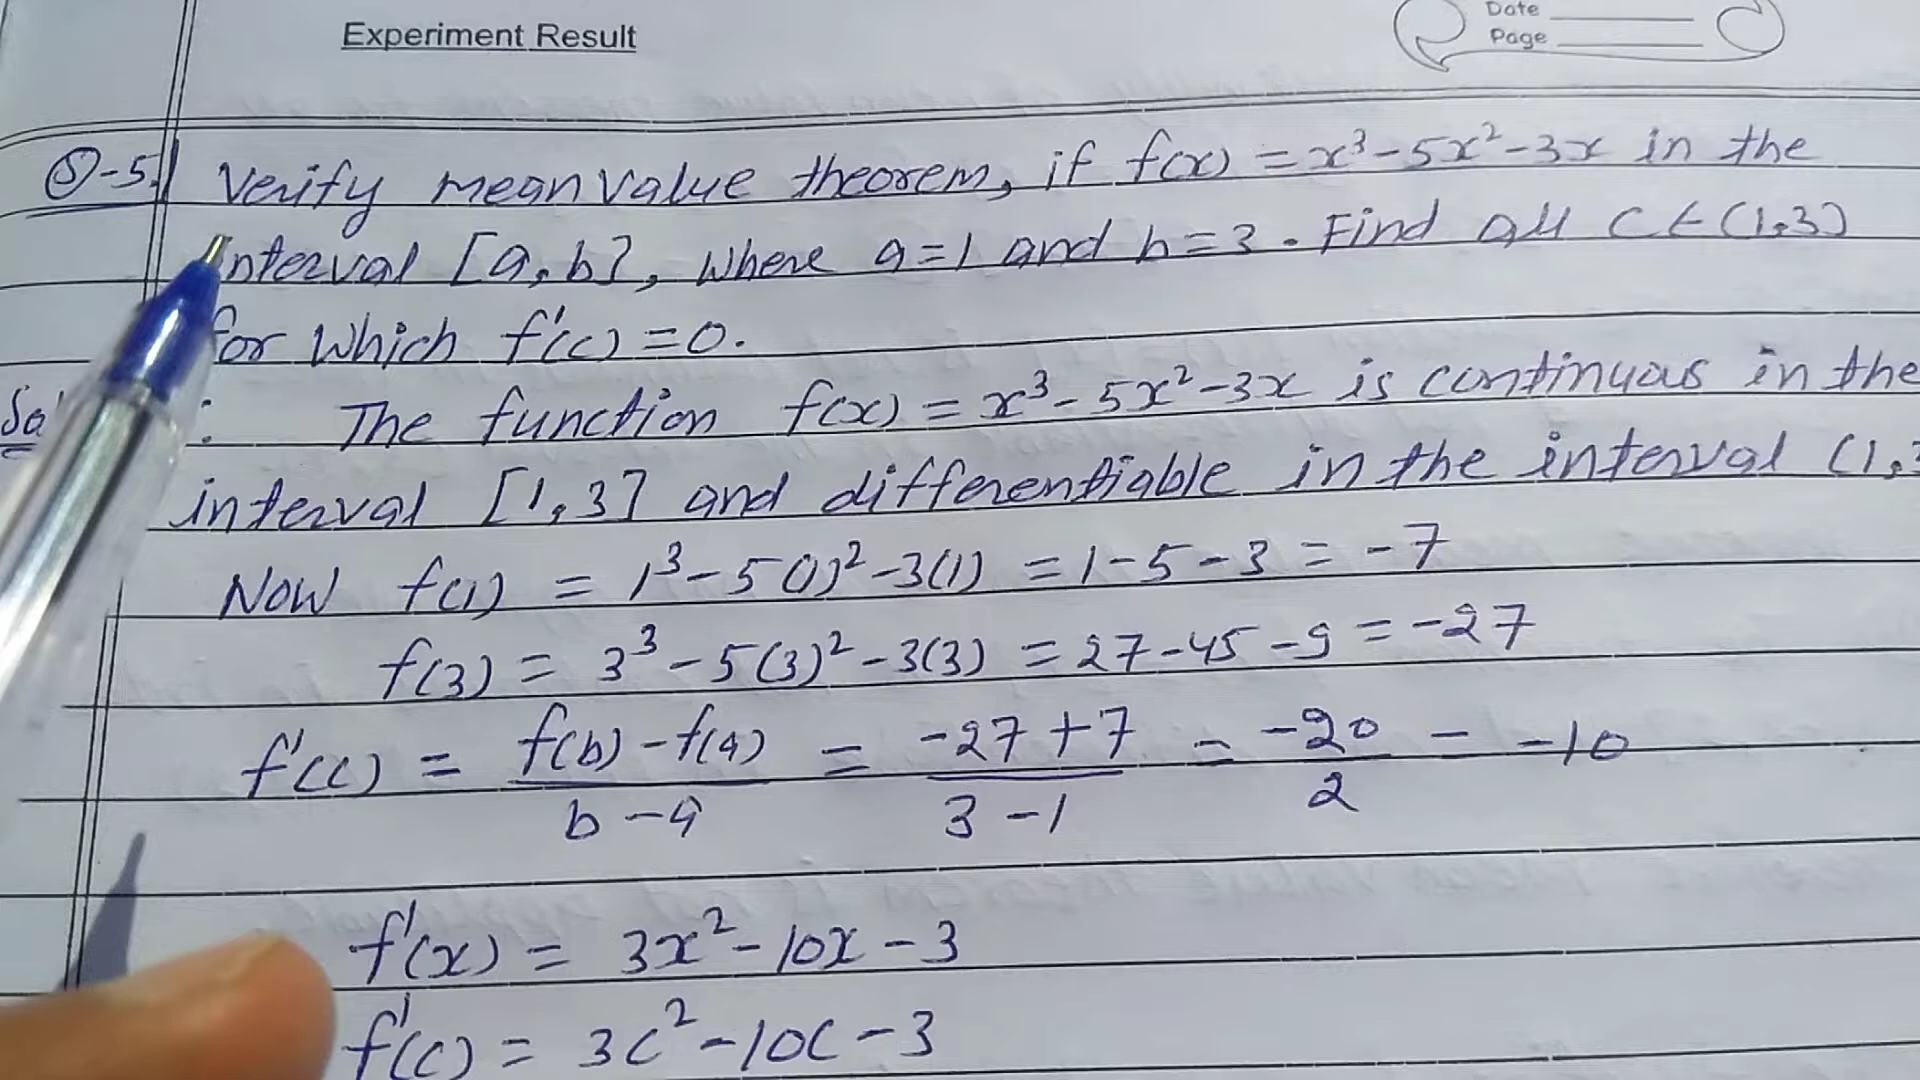 Experiment Result
Date
Page
Q-5. Verify mean value theorem, if f(x) = x³-5x²-3x in the
interval [a,b], where a=1 and b=3. Find all c∈(1,3)
for which f'(c) = 0.
The function f(x) = x³-5x²-3x is continuous in the
interval [1,3] and differentiable in the interval (1,3
Now f(1) = 1³-5(1)²-3(1) = 1-5-3 = -7
f(3) = 3³-5(3)²-3(3) = 27-45-9 = -27
f'(c) = f(b)-f(a) / b-a = -27+7 / 3-1 = -20 / 2 = -10
f'(x) = 3x²-10x-3
f'(c) = 3c²-10c-3